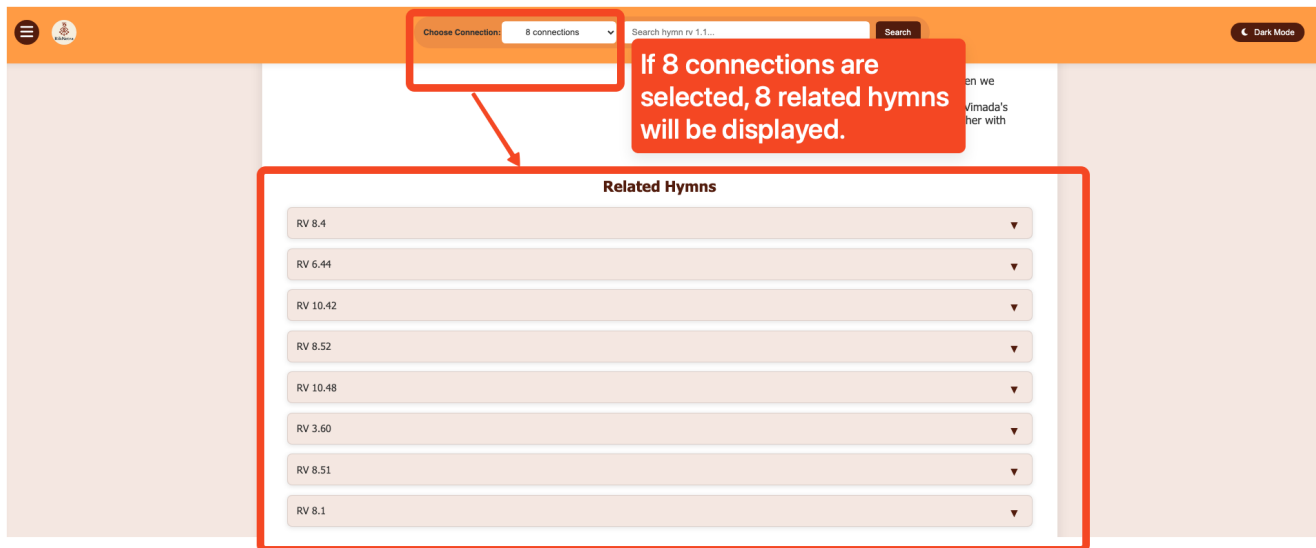 Choose Connection:
8 connections
Search hymn rv 1.1...
Search
Dark Mode
If 8 connections are
selected, 8 related hymns
will be displayed.
en we
Vimada's
her with
Related Hymns
RV 8.4
RV 6.44
RV 10.42
RV 8.52
RV 10.48
RV 3.60
RV 8.51
RV 8.1